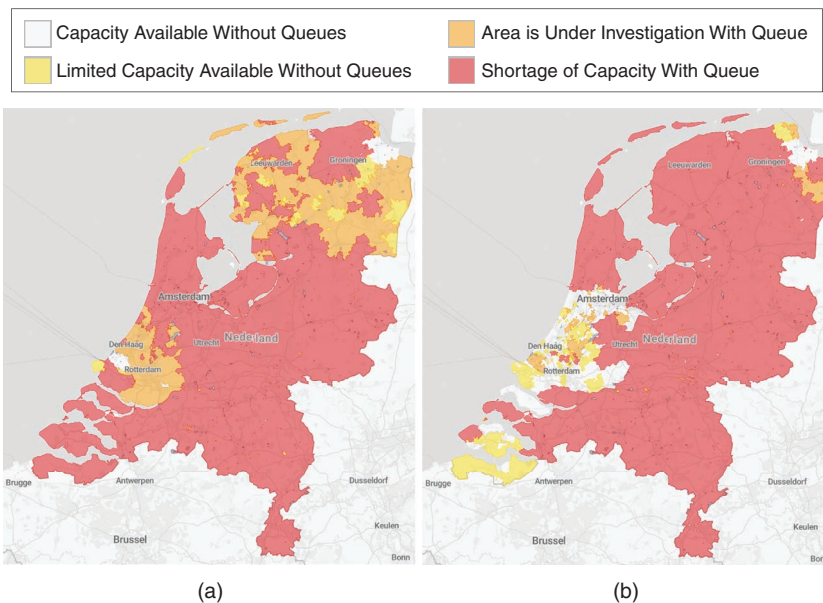 Capacity Available Without Queues
Area is Under Investigation With Queue
Limited Capacity Available Without Queues
Shortage of Capacity With Queue
Leeuwarden
Groningen
Amsterdam
Nederland
Den Haag
Utrecht
Rotterdam
Brugge
Antwerpen
Dusseldorf
Keulen
Brussel
Bonn
Leeuwarden
Groningen
Amsterdam
Nederland
Den Haag
Utrecht
Rotterdam
Brugge
Antwerpen
Dusseldorf
Keulen
Brussel
Bon
(a)
(b)